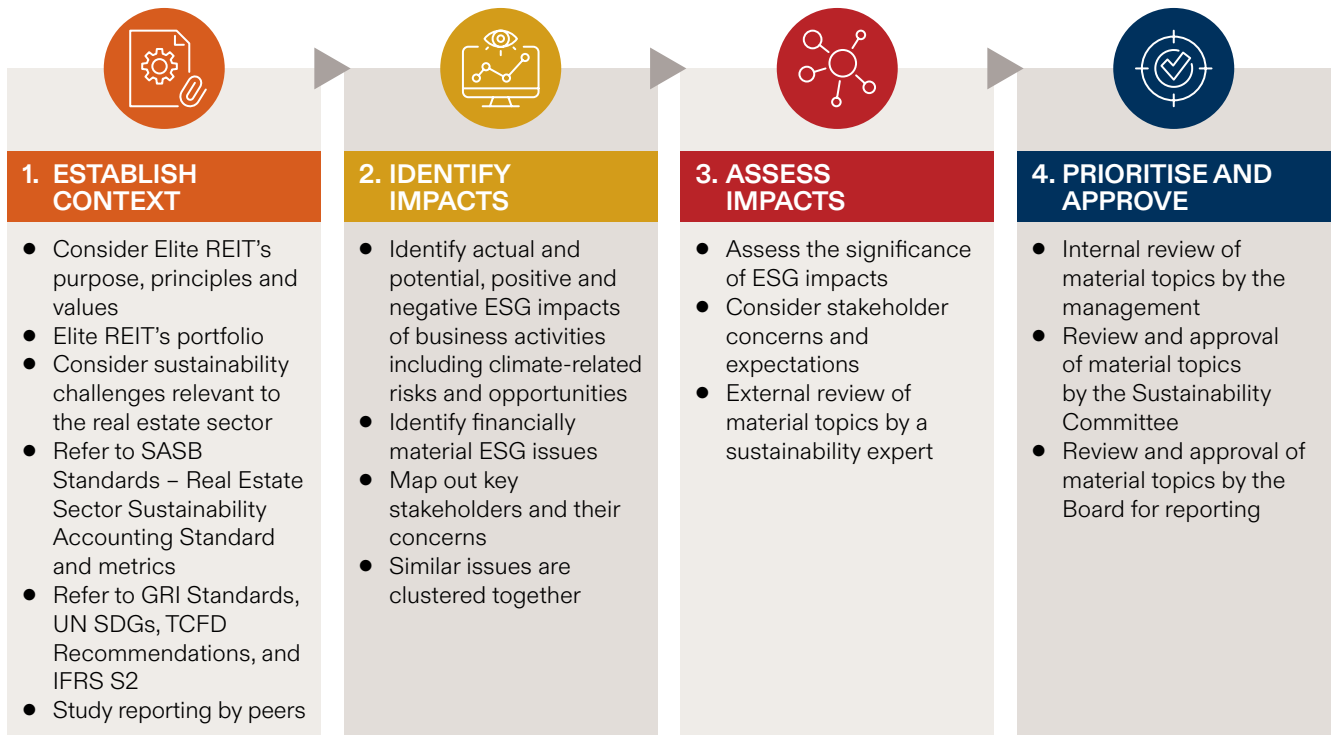 1. ESTABLISH
CONTEXT
● Consider Elite REIT’s
purpose, principles and
values
● Elite REIT’s portfolio
● Consider sustainability
challenges relevant to
the real estate sector
● Refer to SASB
Standards – Real Estate
Sector Sustainability
Accounting Standard
and metrics
● Refer to GRI Standards,
UN SDGs, TCFD
Recommendations, and
IFRS S2
● Study reporting by peers
2. IDENTIFY
IMPACTS
● Identify actual and
potential, positive and
negative ESG impacts
of business activities
including climate-related
risks and opportunities
● Identify financially
material ESG issues
● Map out key
stakeholders and their
concerns
● Similar issues are
clustered together
3. ASSESS
IMPACTS
● Assess the significance
of ESG impacts
● Consider stakeholder
concerns and
expectations
● External review of
material topics by a
sustainability expert
4. PRIORITISE AND
APPROVE
● Internal review of
material topics by the
management
● Review and approval
of material topics
by the Sustainability
Committee
● Review and approval of
material topics by the
Board for reporting